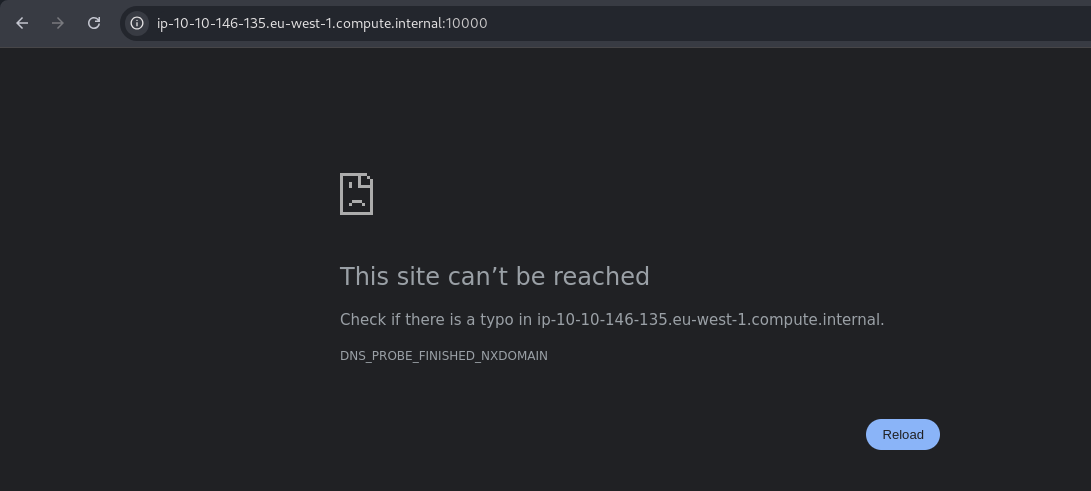 ip-10-10-146-135.eu-west-1.compute.internal:10000
This site can’t be reached
Check if there is a typo in ip-10-10-146-135.eu-west-1.compute.internal.
DNS_PROBE_FINISHED_NXDOMAIN
Reload